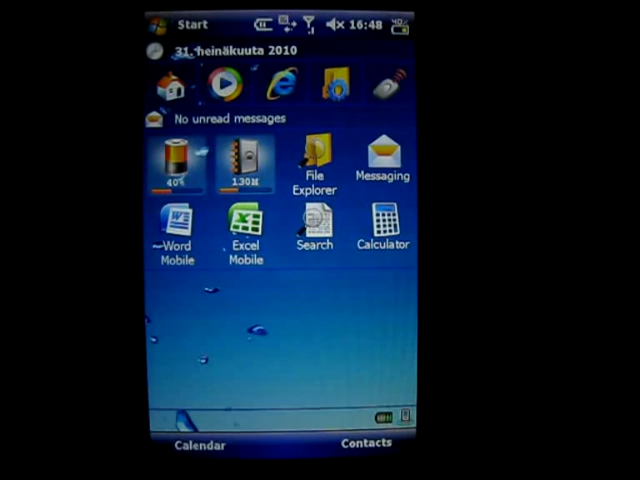 Start 16:48 40%
31. heinäkuuta 2010
No unread messages
40% 130M
File Explorer
Messaging
Word Mobile
Excel Mobile
Search
Calculator
Calendar Contacts